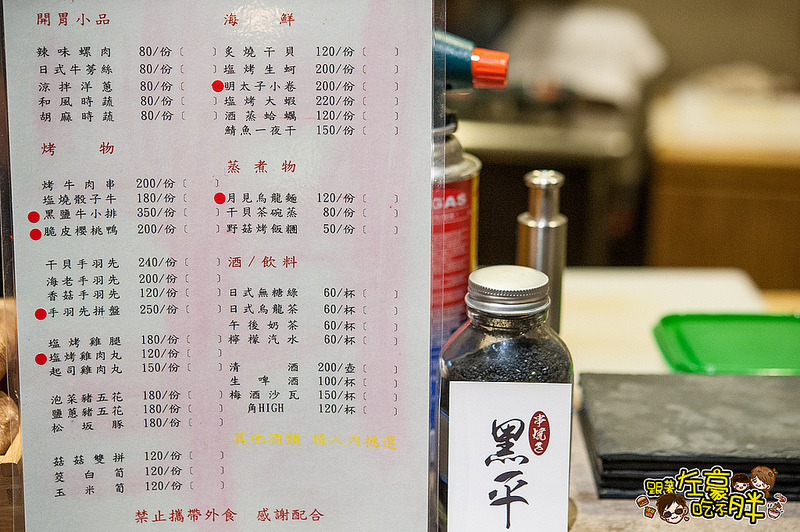 開胃小品
辣味螺肉 80/份〔 〕
日式牛蒡絲 80/份〔 〕
涼拌洋蔥 80/份〔 〕
和風時蔬 80/份〔 〕
胡麻時蔬 80/份〔 〕
烤物
烤牛肉串 200/份〔 〕
塩燒骰子牛 180/份〔 〕
黑鹽牛小排 350/份〔 〕
脆皮櫻桃鴨 200/份〔 〕
干貝手羽先 240/份〔 〕
海老手羽先 200/份〔 〕
香菇手羽先 120/份〔 〕
手羽先拼盤 250/份〔 〕
塩烤雞腿 180/份〔 〕
塩烤雞肉丸 120/份〔 〕
起司雞肉丸 150/份〔 〕
泡菜豬五花 180/份〔 〕
鹽蔥豬五花 180/份〔 〕
松坂豚 180/份〔 〕
菇菇雙拼 120/份〔 〕
筊白筍 120/份〔 〕
玉米筍 120/份〔 〕
海鮮
炙燒干貝 120/份〔 〕
塩烤生蚵 200/份〔 〕
明太子小卷 200/份〔 〕
塩烤大蝦 220/份〔 〕
酒蒸蛤蠣 120/份〔 〕
鯖魚一夜干 150/份〔 〕
蒸煮物
月見烏龍麵 120/份〔 〕
干貝茶碗蒸 80/份〔 〕
野菇烤飯糰 50/份〔 〕
酒/飲料
日式無糖綠 60/杯〔 〕
日式烏龍茶 60/杯〔 〕
午後奶茶 60/杯〔 〕
檸檬汽水 60/杯〔 〕
清酒 200/壺〔 〕
生啤酒 100/杯〔 〕
梅酒沙瓦 150/杯〔 〕
角HIGH 120/杯〔 〕
其他酒類 請入內挑選
禁止攜帶外食 感謝配合
GAS
串燒き
黑平
跟著左豪吃不胖